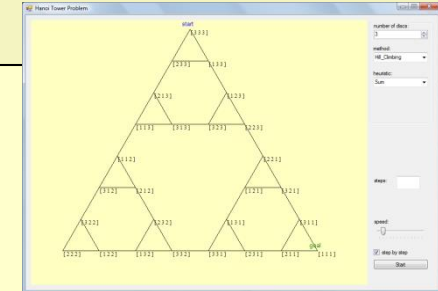 Hanoi Tower Problem
start
[333]
[233] [133]
[213] [123]
[113] [313] [323] [223]
[112] [221]
[312] [212] [121] [321]
[322] [232] [131] [311]
goal
[222] [122] [132] [332] [331] [231] [211] [111]
number of discs:
3
method:
Hill_Climbing
heuristic:
Sum
steps:
speed:
step by step
Start